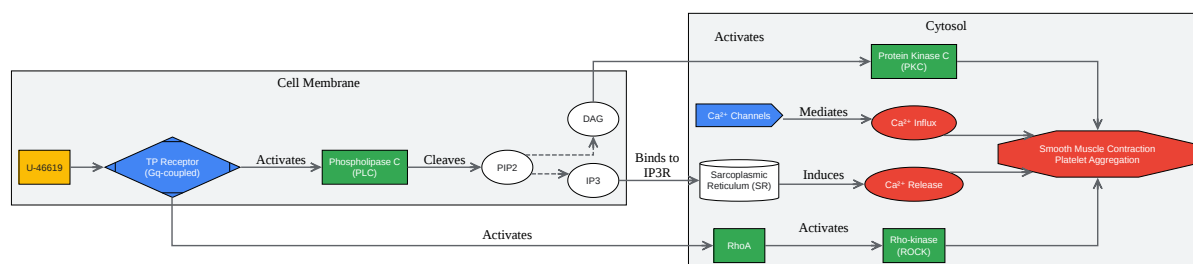 Cytosol
Activates
Protein Kinase C
(PKC)
Cell Membrane
DAG
Ca²⁺ Channels
Mediates
Ca²⁺ Influx
U-46619
TP Receptor
(Gq-coupled)
Activates
Phospholipase C
(PLC)
Cleaves
PIP2
IP3
Binds to
IP3R
Sarcoplasmic
Reticulum (SR)
Induces
Ca²⁺ Release
Smooth Muscle Contraction
Platelet Aggregation
Activates
RhoA
Activates
Rho-kinase
(ROCK)